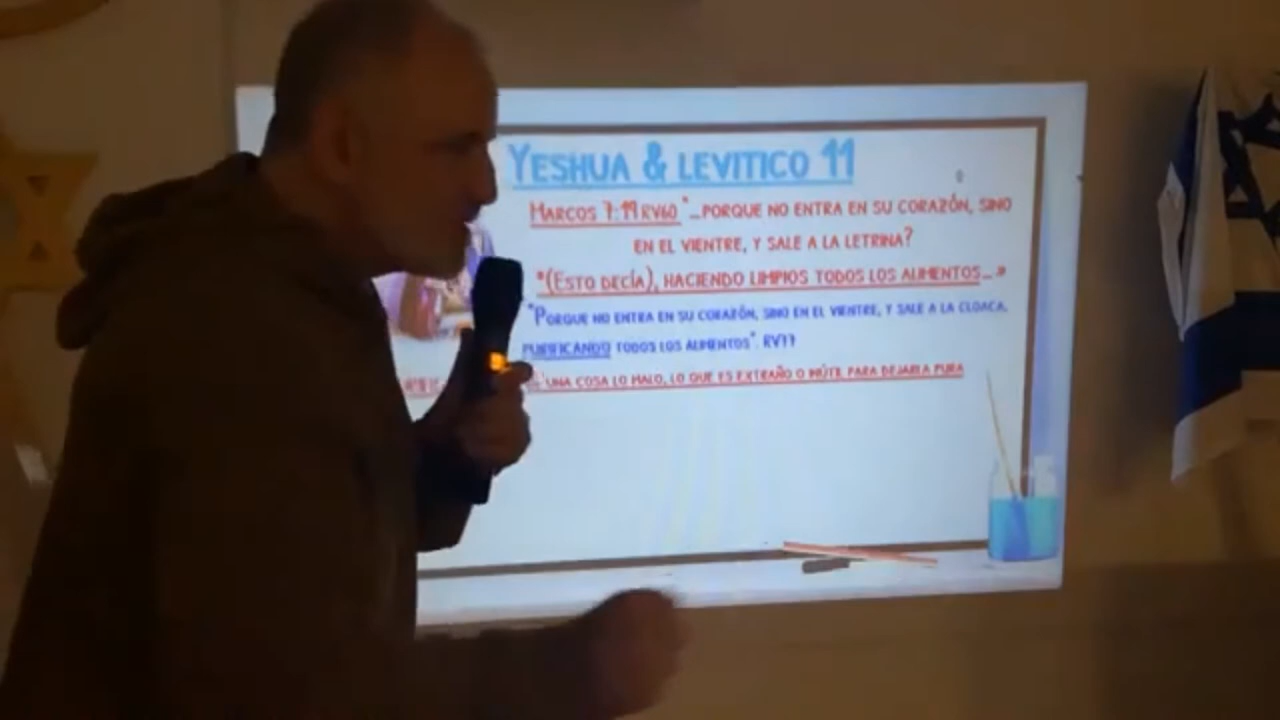 YESHUA & LEVITICO 11
MARCOS 7:19 RV60 "...PORQUE NO ENTRA EN SU CORAZÓN, SINO
EN EL VIENTRE, Y SALE A LA LETRINA?
"(ESTO DECÍA), HACIENDO LIMPIOS TODOS LOS ALIMENTOS...»
"PORQUE NO ENTRA EN SU CORAZÓN, SINO EN EL VIENTRE, Y SALE A LA CLOACA,
PURIFICANDO TODOS LOS ALIMENTOS". RV77
UNA COSA LO MALO, LO QUE ES EXTRAÑO O PARA DEJARLA PURA